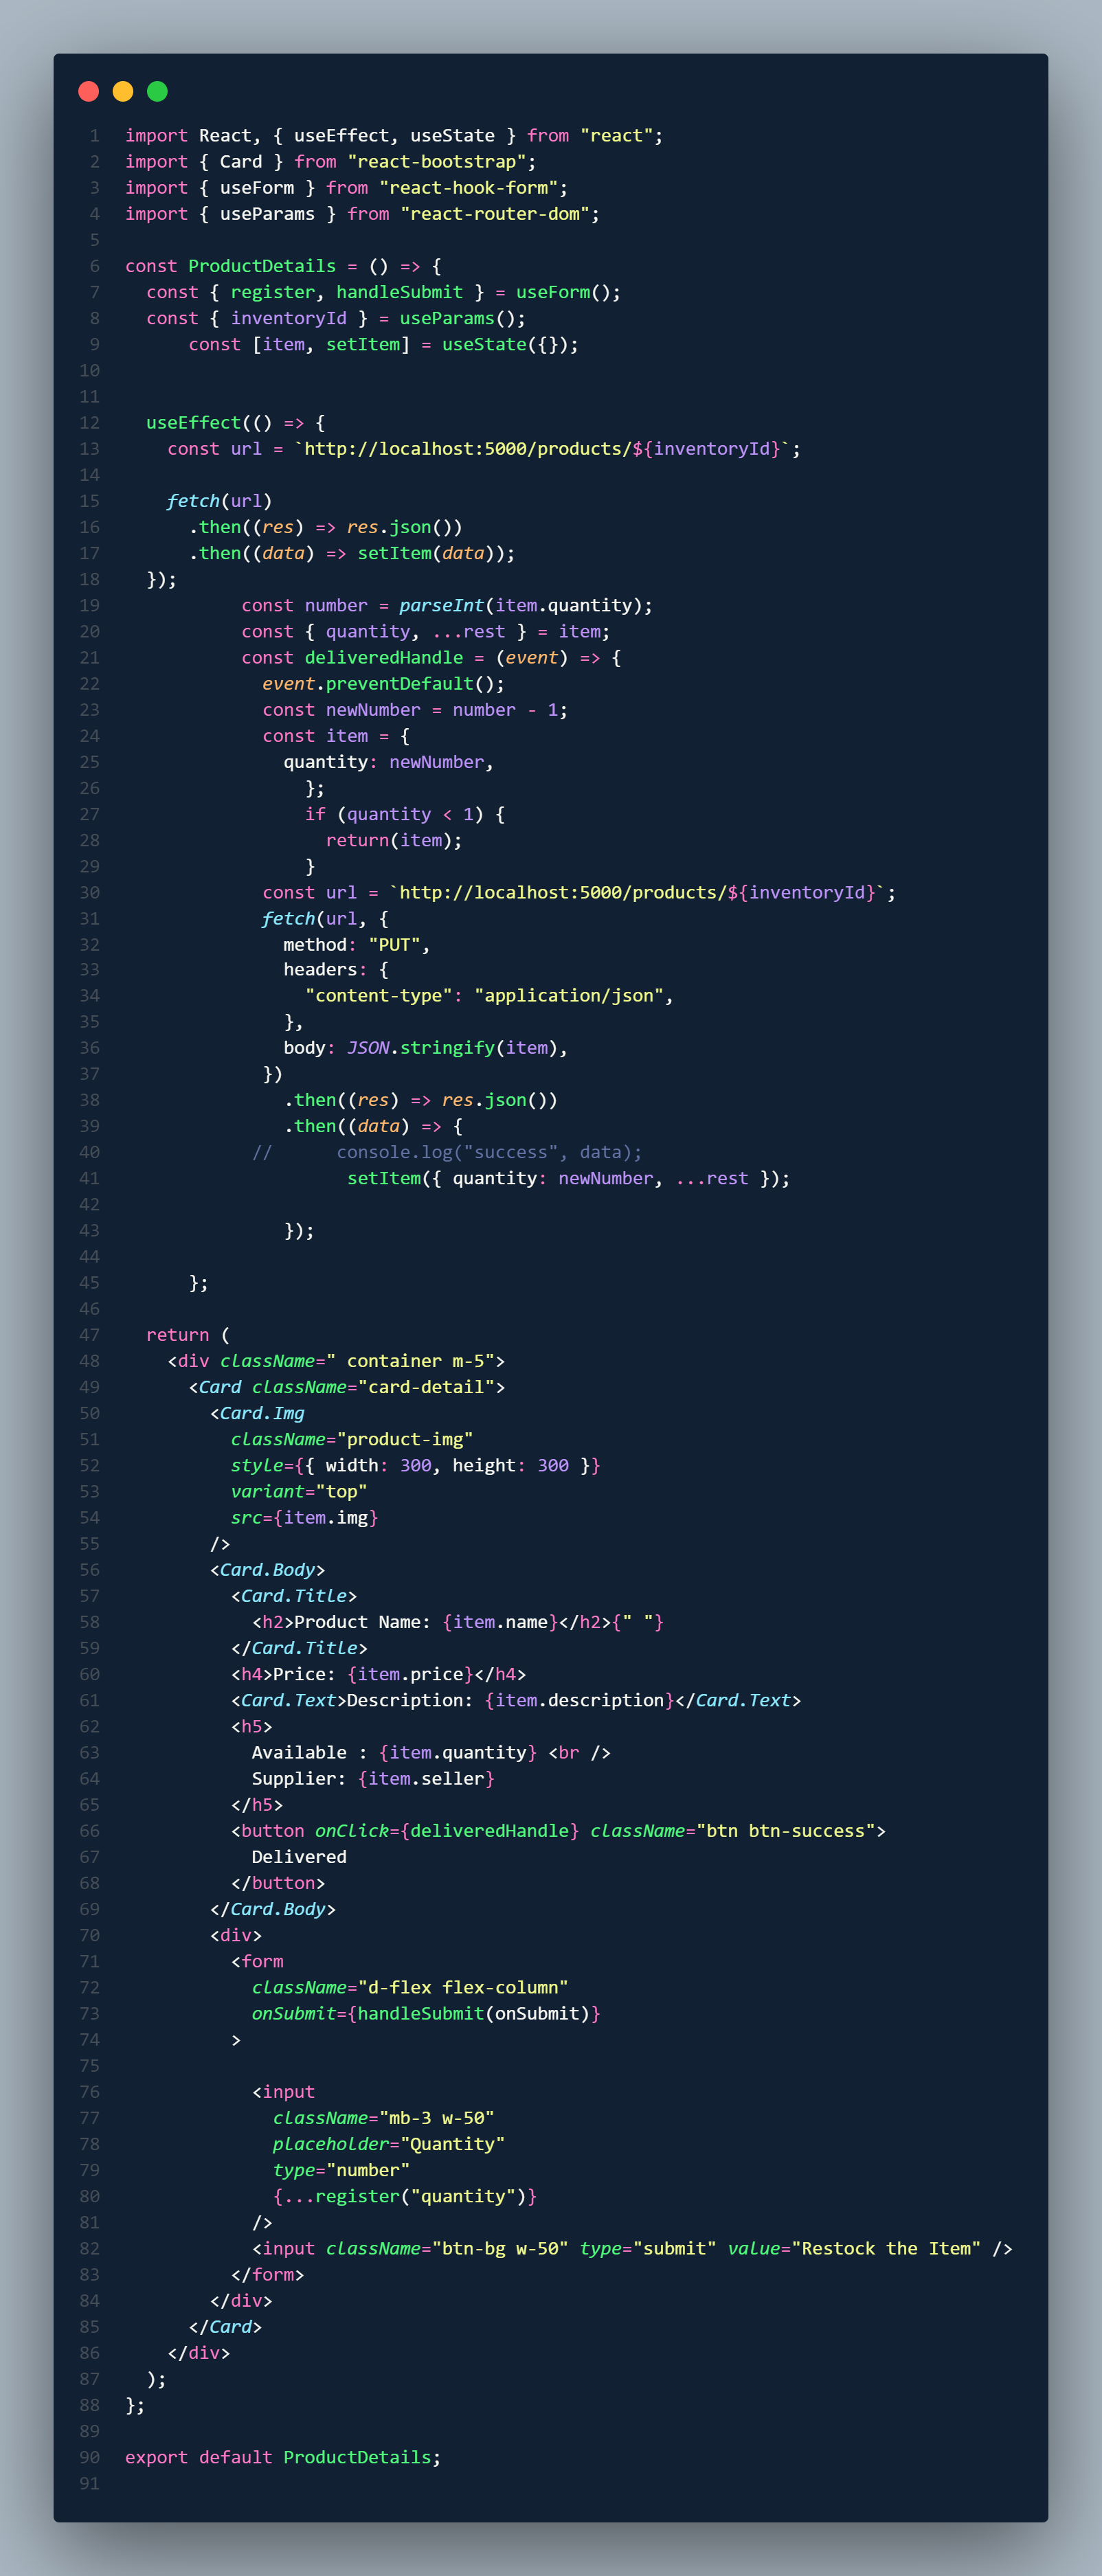 1 import React, { useEffect, useState } from "react";
2 import { Card } from "react-bootstrap";
3 import { useForm } from "react-hook-form";
4 import { useParams } from "react-router-dom";
5
6 const ProductDetails = () => {
7   const { register, handleSubmit } = useForm();
8   const { inventoryId } = useParams();
9       const [item, setItem] = useState({});
10
11
12   useEffect(() => {
13     const url = `http://localhost:5000/products/${inventoryId}`;
14
15     fetch(url)
16       .then((res) => res.json())
17       .then((data) => setItem(data));
18   });
19            const number = parseInt(item.quantity);
20            const { quantity, ...rest } = item;
21            const deliveredHandle = (event) => {
22              event.preventDefault();
23              const newNumber = number - 1;
24              const item = {
25                quantity: newNumber,
26                  };
27                  if (quantity < 1) {
28                    return(item);
29                  }
30              const url = `http://localhost:5000/products/${inventoryId}`;
31              fetch(url, {
32                method: "PUT",
33                headers: {
34                  "content-type": "application/json",
35                },
36                body: JSON.stringify(item),
37              })
38                .then((res) => res.json())
39                .then((data) => {
40             //      console.log("success", data);
41                      setItem({ quantity: newNumber, ...rest });
42
43                });
44
45       };
46
47   return (
48     <div className=" container m-5">
49       <Card className="card-detail">
50         <Card.Img
51           className="product-img"
52           style={{ width: 300, height: 300 }}
53           variant="top"
54           src={item.img}
55         />
56         <Card.Body>
57           <Card.Title>
58             <h2>Product Name: {item.name}</h2>{" "}
59           </Card.Title>
60           <h4>Price: {item.price}</h4>
61           <Card.Text>Description: {item.description}</Card.Text>
62           <h5>
63             Available : {item.quantity} <br />
64             Supplier: {item.seller}
65           </h5>
66           <button onClick={deliveredHandle} className="btn btn-success">
67             Delivered
68           </button>
69         </Card.Body>
70         <div>
71           <form
72             className="d-flex flex-column"
73             onSubmit={handleSubmit(onSubmit)}
74           >
75
76             <input
77               className="mb-3 w-50"
78               placeholder="Quantity"
79               type="number"
80               {...register("quantity")}
81             />
82             <input className="btn-bg w-50" type="submit" value="Restock the Item" />
83           </form>
84         </div>
85       </Card>
86     </div>
87   );
88 };
89
90 export default ProductDetails;
91